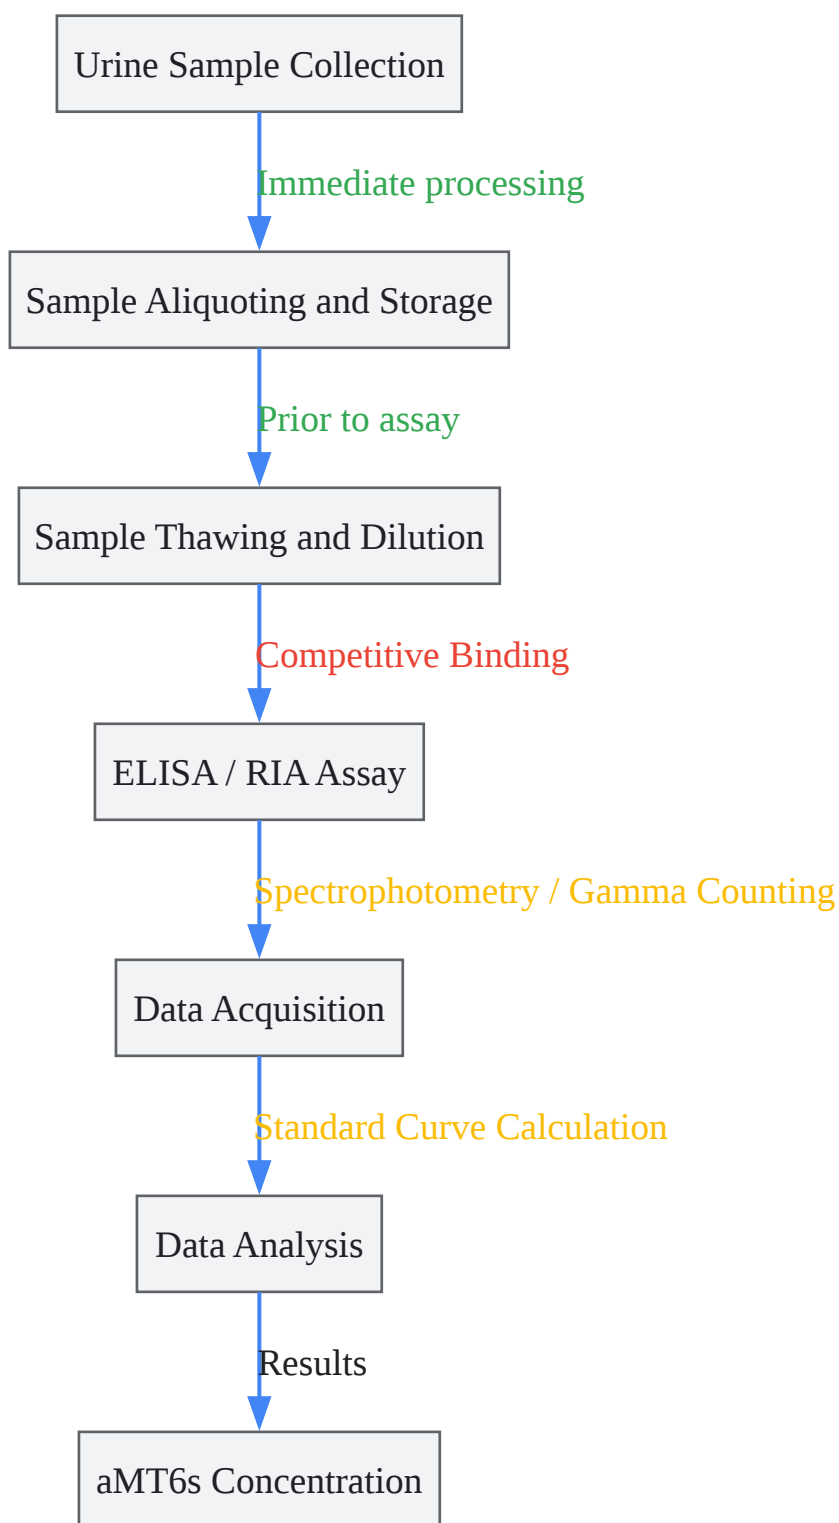 Urine Sample Collection
Immediate processing
Sample Aliquoting and Storage
Prior to assay
Sample Thawing and Dilution
Competitive Binding
ELISA / RIA Assay
Spectrophotometry / Gamma Counting
Data Acquisition
Standard Curve Calculation
Data Analysis
Results
aMT6s Concentration